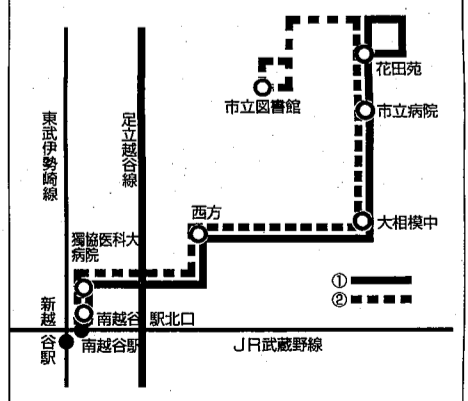 花田苑
市立病院
市立図書館
東武伊勢崎線
足立越谷線
西方
大相模中
獨協医科大
病院
①
②
新越谷駅
南越谷駅北口
南越谷駅
JR武蔵野線